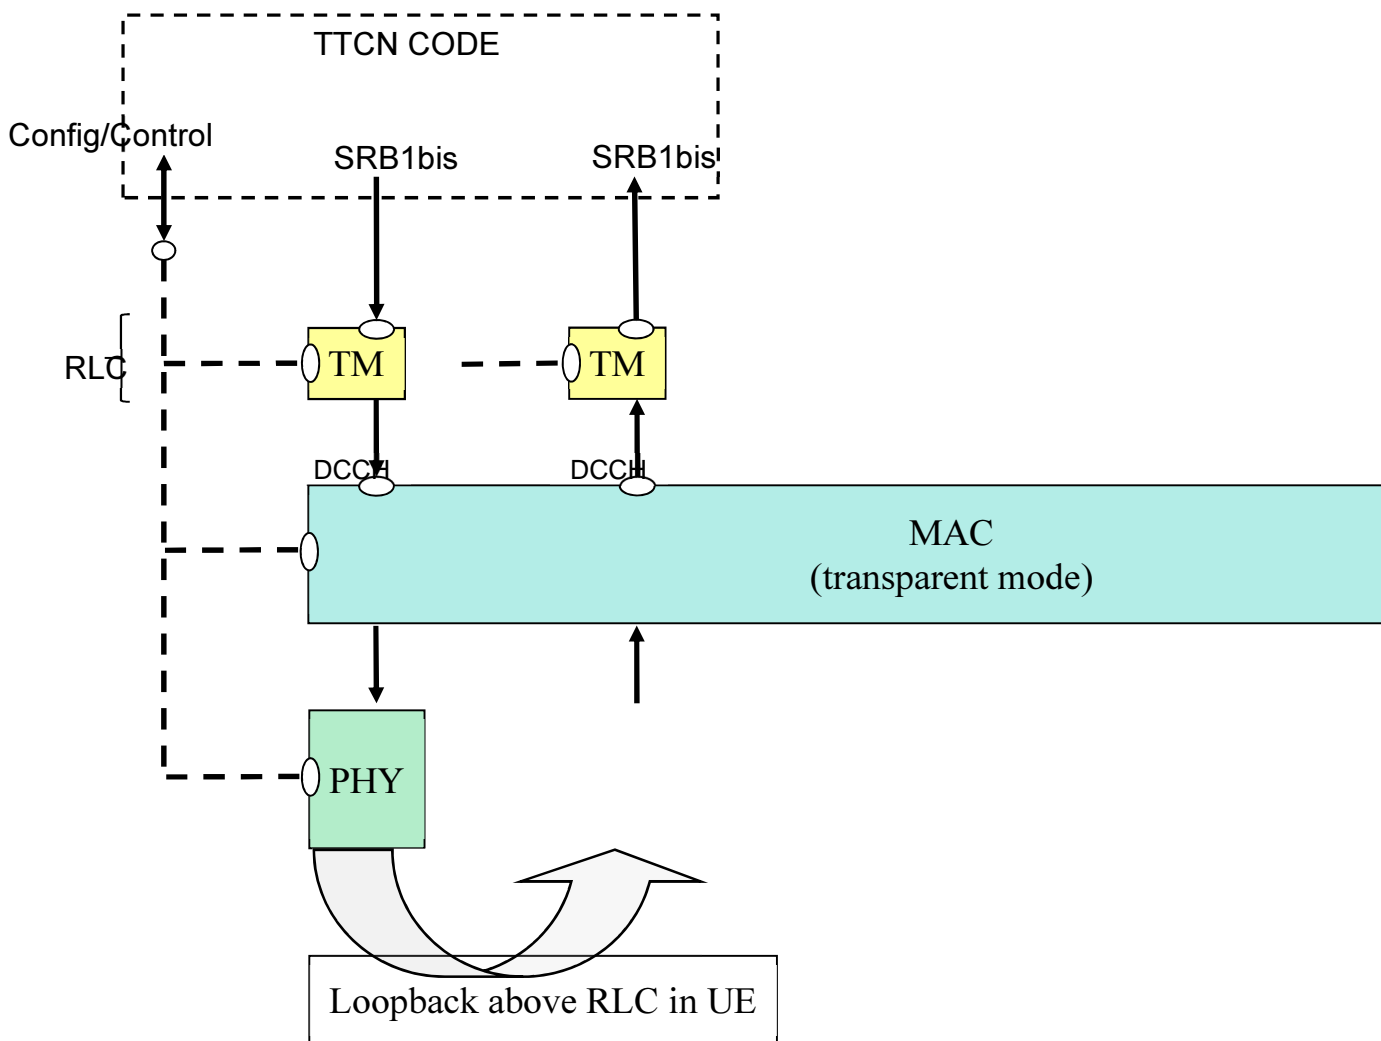 TTCN CODE
Config/Control
SRB1bis
SRB1bis
RLC
TM
TM
DCCH
DCCH
MAC
(transparent mode)
PHY
Loopback above RLC in UE